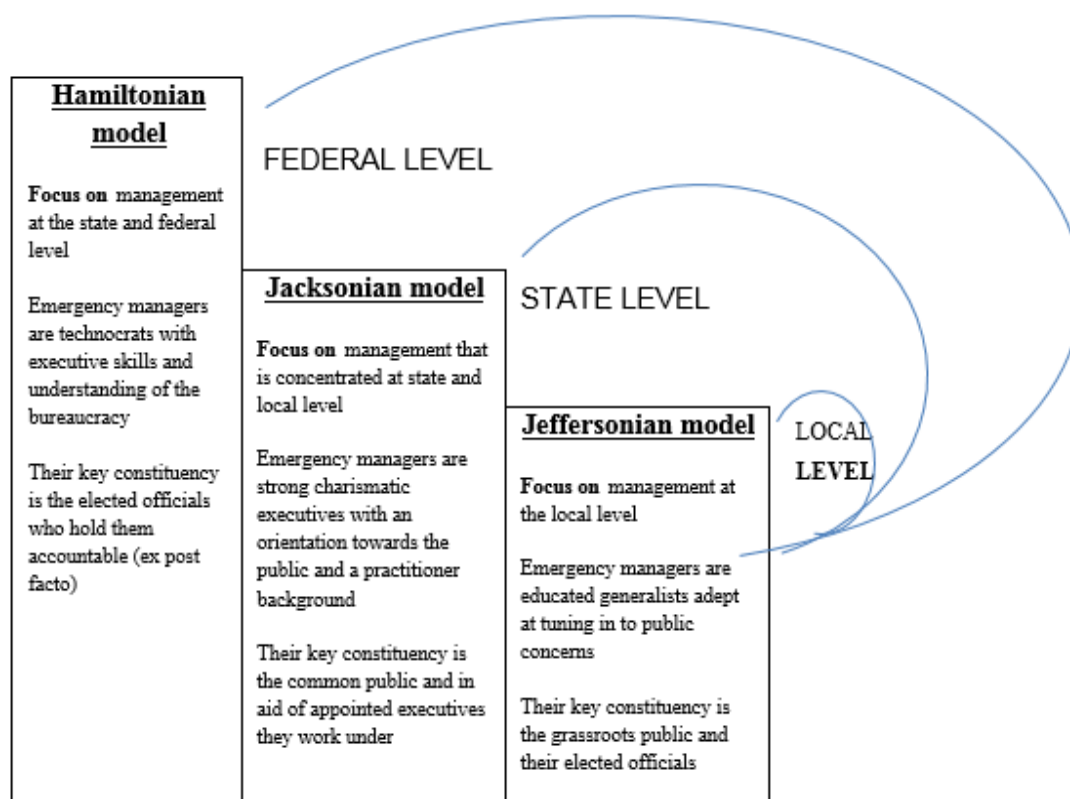 Hamiltonian
model
Focus on management
at the state and federal
level
Emergency managers
are technocrats with
executive skills and
understanding of the
bureaucracy
Their key constituency
is the elected officials
who hold them
accountable (ex post
facto)
FEDERAL LEVEL
Jacksonian model
Focus on management that
is concentrated at state and
local level
Emergency managers are
strong charismatic
executives with an
orientation towards the
public and a practitioner
background
Their key constituency is
the common public and in
aid of appointed executives
they work under
STATE LEVEL
Jeffersonian model
Focus on management at
the local level
Emergency managers are
educated generalists adept
at tuning in to public
concerns
Their key constituency is
the grassroots public and
their elected officials
LOCAL
LEVEL